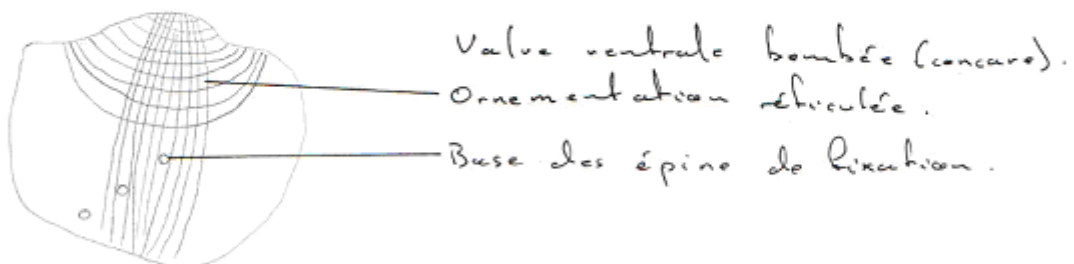 Valve ventrale bombée (concave).
Ornementation réticulée.
Base des épine de fixation.